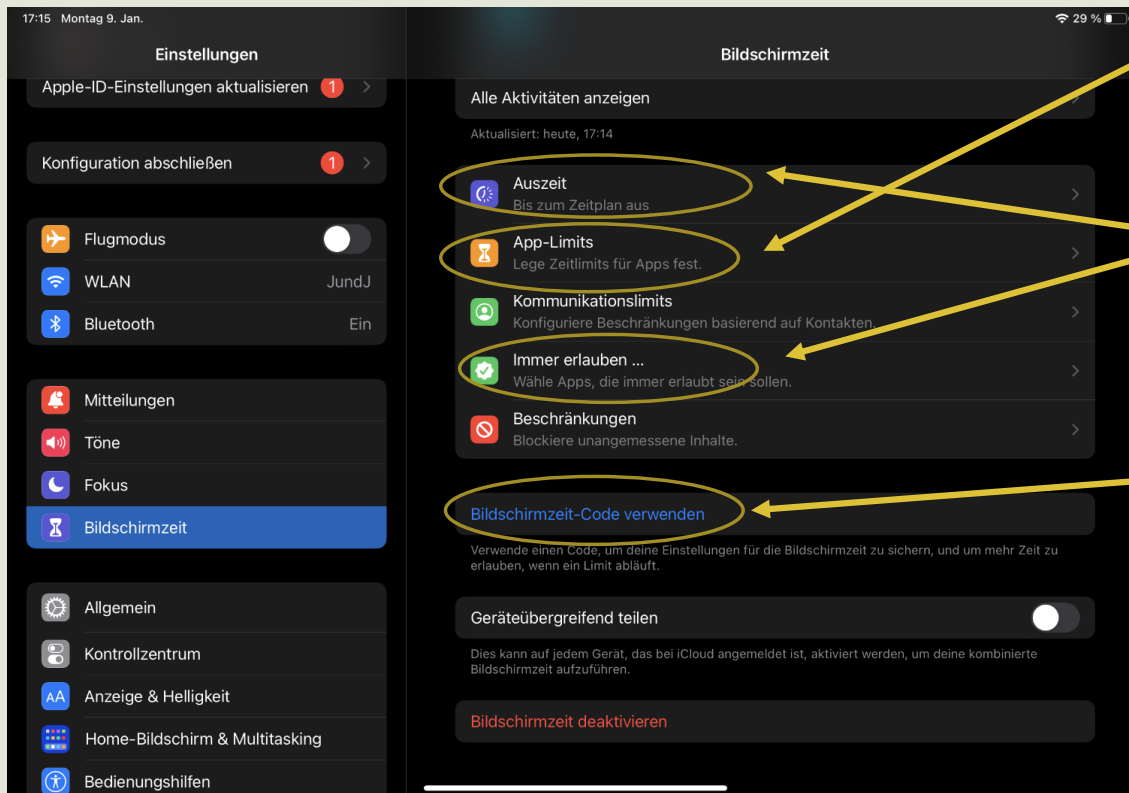 17:15 Montag 9. Jan.
29 %
Einstellungen
Apple-ID-Einstellungen aktualisieren 1
Konfiguration abschließen 1
Flugmodus
WLAN JundJ
Bluetooth Ein
Mitteilungen
Töne
Fokus
Bildschirmzeit
Allgemein
Kontrollzentrum
AA Anzeige & Helligkeit
Home-Bildschirm & Multitasking
Bedienungshilfen
Bildschirmzeit
Alle Aktivitäten anzeigen
Aktualisiert: heute, 17:14
Auszeit
Bis zum Zeitplan aus
App-Limits
Lege Zeitlimits für Apps fest.
Kommunikationslimits
Konfiguriere Beschränkungen basierend auf Kontakten.
Immer erlauben ...
Wähle Apps, die immer erlaubt sein sollen.
Beschränkungen
Blockiere unangemessene Inhalte.
Bildschirmzeit-Code verwenden
Verwende einen Code, um deine Einstellungen für die Bildschirmzeit zu sichern, und um mehr Zeit zu
erlauben, wenn ein Limit abläuft.
Geräteübergreifend teilen
Dies kann auf jedem Gerät, das bei iCloud angemeldet ist, aktiviert werden, um deine kombinierte
Bildschirmzeit aufzuführen.
Bildschirmzeit deaktivieren